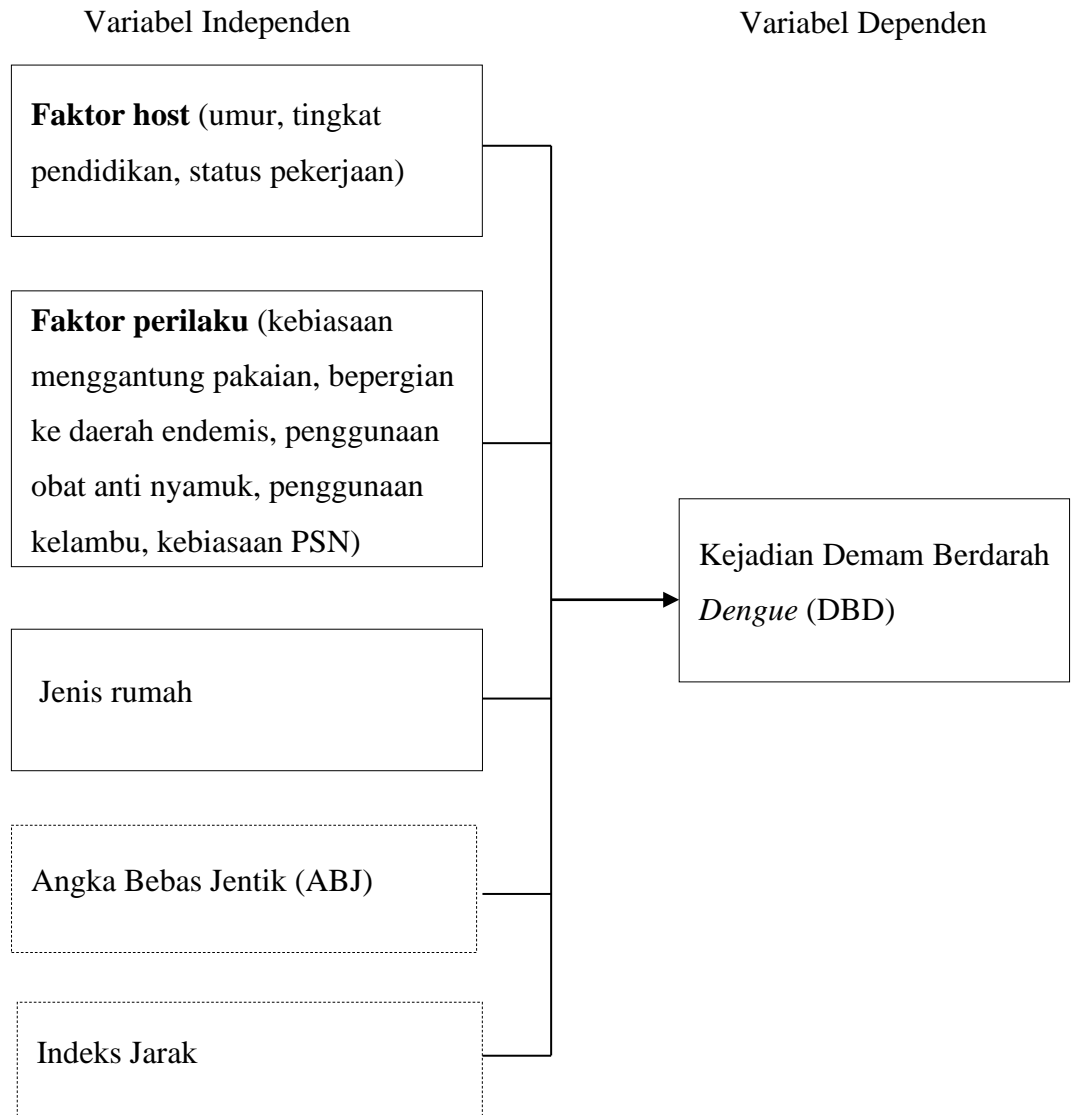 Variabel Independen
Variabel Dependen
Faktor host (umur, tingkat
pendidikan, status pekerjaan)
Faktor perilaku (kebiasaan
menggantung pakaian, bepergian
ke daerah endemis, penggunaan
obat anti nyamuk, penggunaan
kelambu, kebiasaan PSN)
Kejadian Demam Berdarah
Dengue (DBD)
Jenis rumah
Angka Bebas Jentik (ABJ)
Indeks Jarak